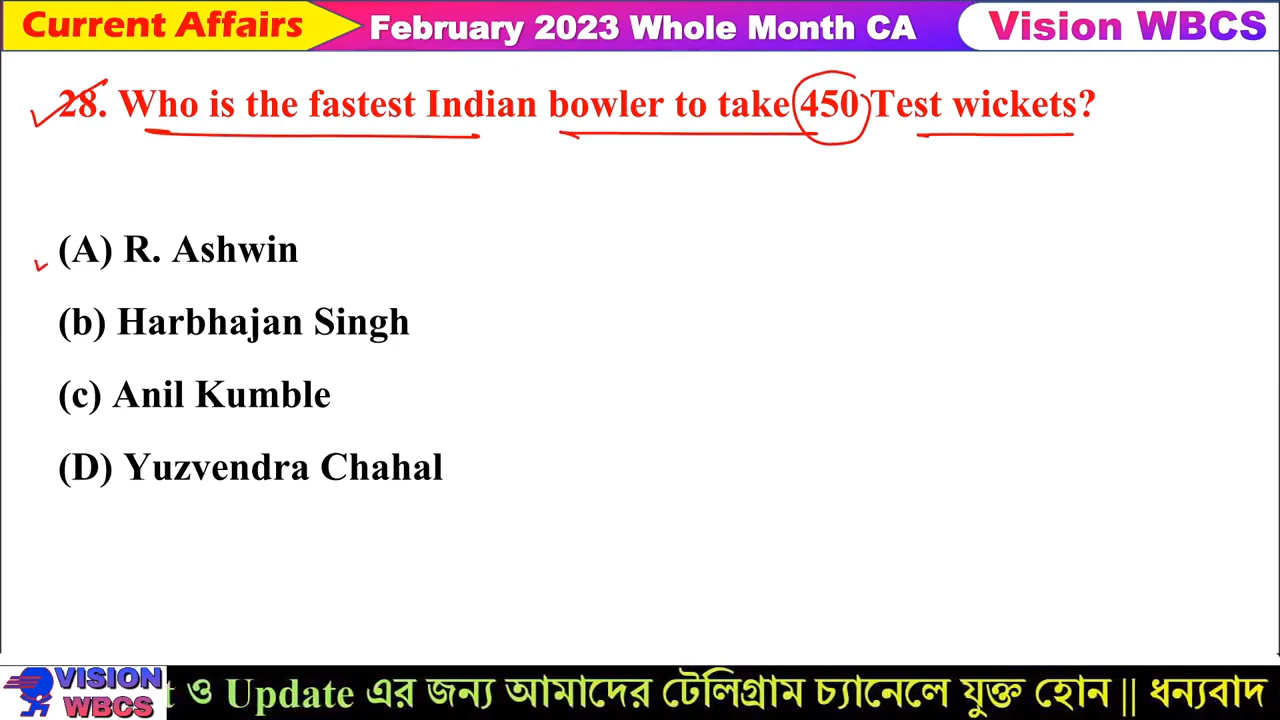 Current Affairs
February 2023 Whole Month CA
Vision WBCS
28. Who is the fastest Indian bowler to take 450 Test wickets?
(A) R. Ashwin
(b) Harbhajan Singh
(c) Anil Kumble
(D) Yuzvendra Chahal
VISION
WBCS
ও Update এর জন্য আমাদের টেলিগ্রাম চ্যানেলে যুক্ত হোন || ধন্যবাদ